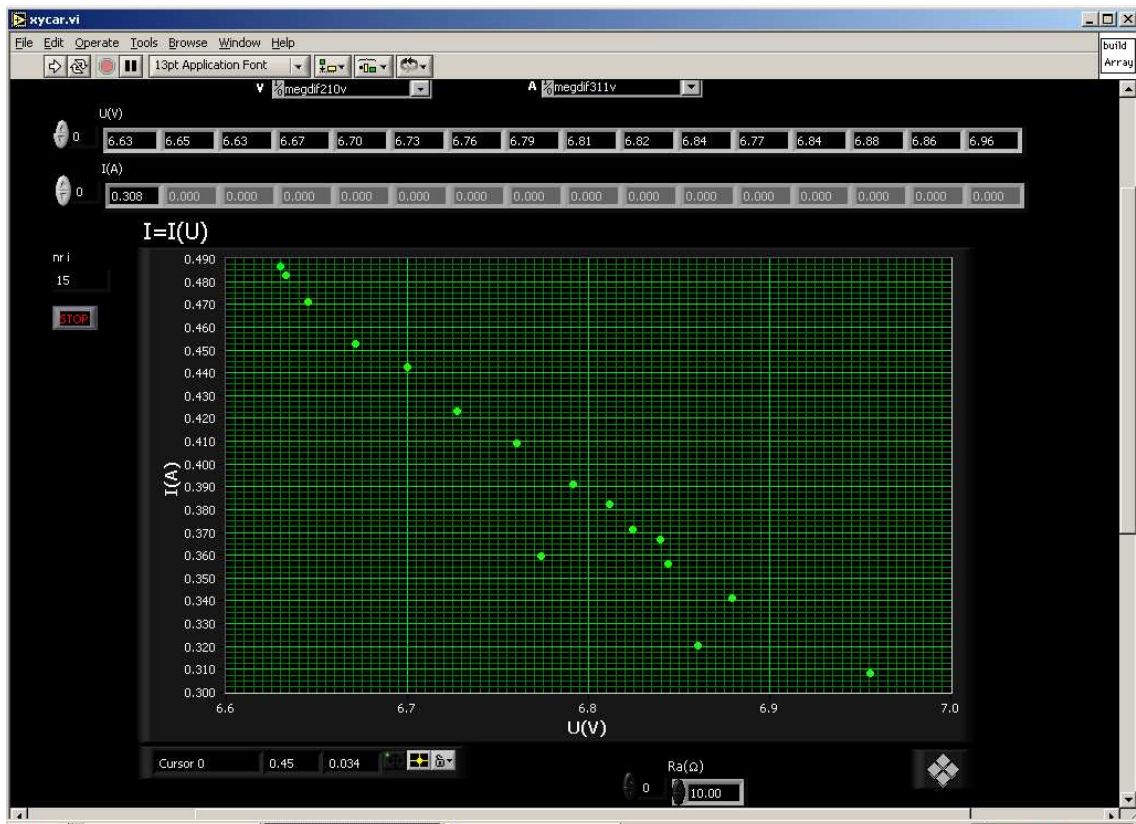 xycar.vi
File Edit Operate Tools Browse Window Help
build
Array
13pt Application Font
V megdif210v A megdif311v
U(V)
0 6.63 6.65 6.63 6.67 6.70 6.73 6.76 6.79 6.81 6.82 6.84 6.77 6.84 6.88 6.86 6.96
I(A)
0 0.308 0.000 0.000 0.000 0.000 0.000 0.000 0.000 0.000 0.000 0.000 0.000 0.000 0.000 0.000 0.000
I=I(U)
nr i
15
STOP
0.490
0.480
0.470
0.460
0.450
0.440
0.430
0.420
0.410
0.400
0.390
0.380
0.370
0.360
0.350
0.340
0.330
0.320
0.310
0.300
I(A)
6.6 6.7 6.8 6.9 7.0
U(V)
Cursor 0 0.45 0.034
Ra(Ω)
0 10.00